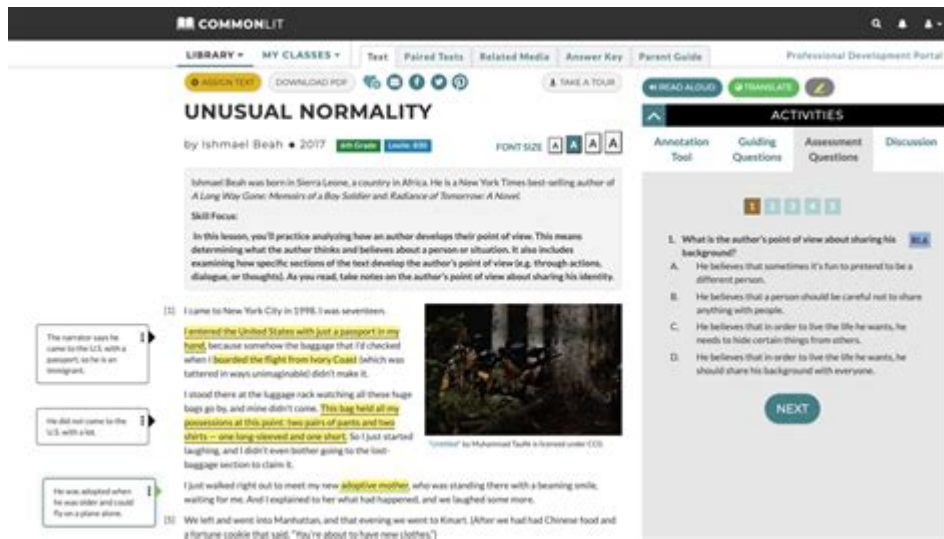 COMMONLIT
LIBRARY MY CLASSES Text Paired Texts Related Media Answer Key Parent Guide Professional Development Portal
ASSIGN TEXT DOWNLOAD PDF TAKE A TOUR
READ ALOUD TRANSLATE
UNUSUAL NORMALITY
by Ishmael Beah • 2017 6th Grade Lexile: 830 FONT SIZE A A A A
Ishmael Beah was born in Sierra Leone, a country in Africa. He is a New York Times best-selling author of
A Long Way Gone: Memoirs of a Boy Soldier and Radiance of Tomorrow: A Novel.
Skill Focus:
In this lesson, you'll practice analyzing how an author develops their point of view. This means
determining what the author thinks and believes about a person or situation. It also includes
examining how specific sections of the text develop the author's point of view (e.g. through actions,
dialogue, or thoughts). As you read, take notes on the author's point of view about sharing his identity.
[1] I came to New York City in 1998. I was seventeen.
I entered the United States with just a passport in my
hand, because somehow the baggage that I'd checked
when I boarded the flight from Ivory Coast (which was
tattered in ways unimaginable) didn't make it.
I stood there at the luggage rack watching all these huge
bags go by, and mine didn't come. This bag held all my
possessions at this point: two pairs of pants and two
shirts — one long-sleeved and one short. So I just started
laughing, and I didn't even bother going to the lost-
baggage section to claim it.
"Untitled" by Muhammad Taufik is licensed under CC0.
I just walked right out to meet my new adoptive mother, who was standing there with a beaming smile,
waiting for me. And I explained to her what had happened, and we laughed some more.
[5] We left and went into Manhattan, and that evening we went to Kmart. (After we had had Chinese food and
a fortune cookie that said, "You're about to have new clothes.")
The narrator says he
came to the U.S. with a
passport, so he is an
immigrant.
He did not come to the
U.S. with a lot.
He was adopted when
he was older and could
fly on a plane alone.
ACTIVITIES
Annotation Tool
Guiding Questions
Assessment Questions
Discussion
1 2 3 4 5
1. What is the author's point of view about sharing his
background?
RI.6
A. He believes that sometimes it's fun to pretend to be a
different person.
B. He believes that a person should be careful not to share
anything with people.
C. He believes that in order to live the life he wants, he
needs to hide certain things from others.
D. He believes that in order to live the life he wants, he
should share his background with everyone.
NEXT